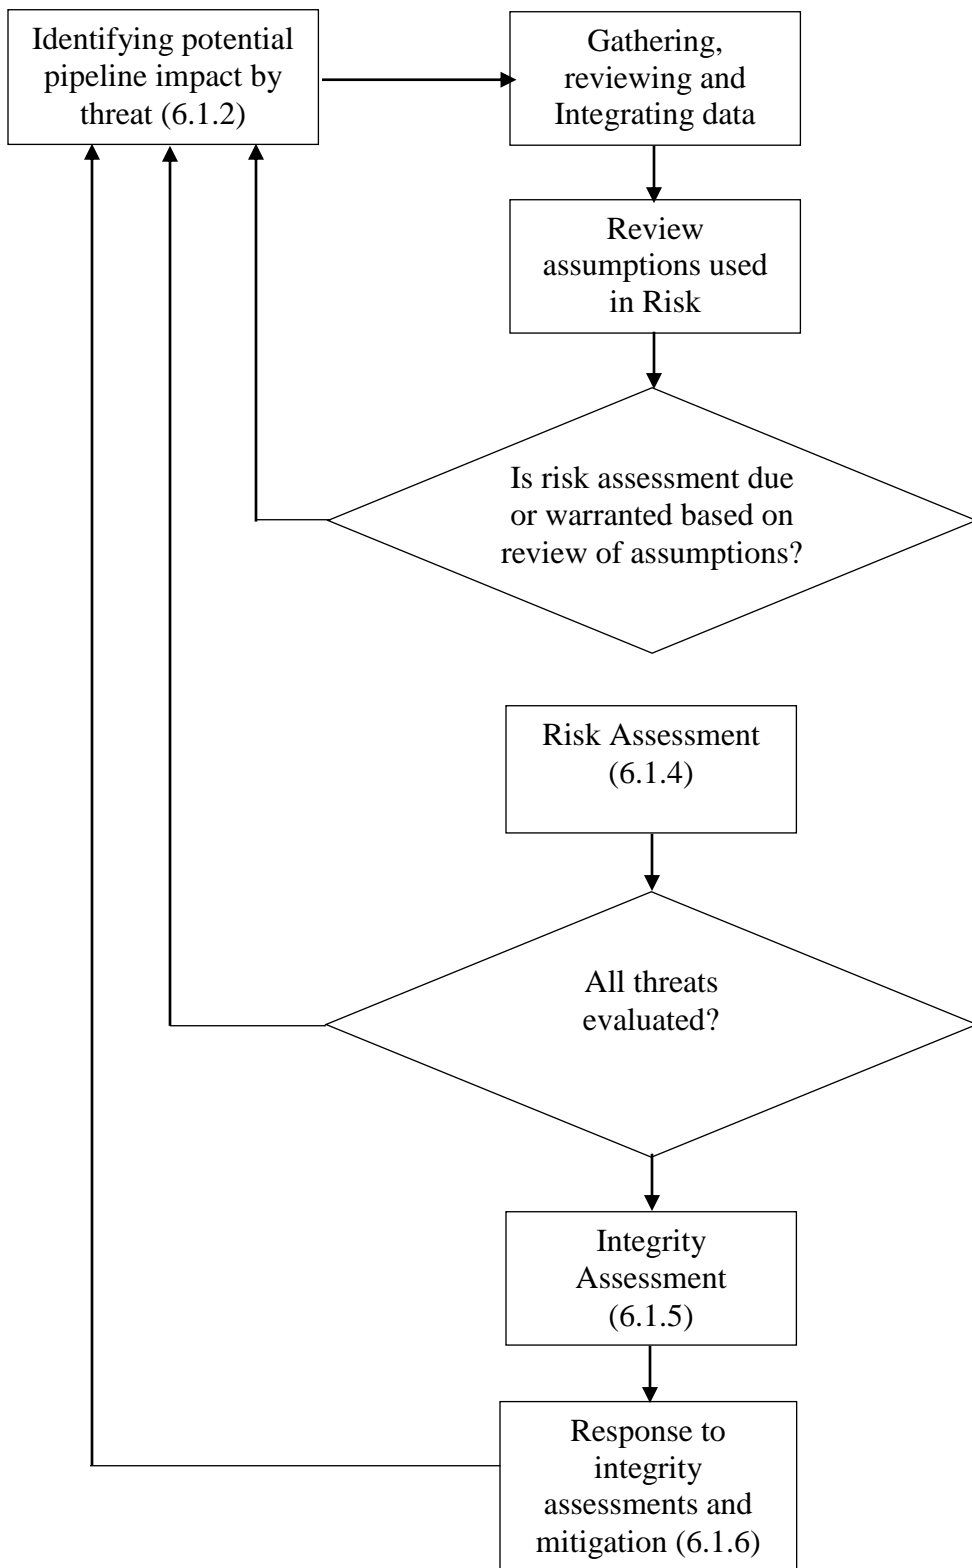 Identifying potential
pipeline impact by
threat (6.1.2)
Gathering,
reviewing and
Integrating data
Review
assumptions used
in Risk
Is risk assessment due
or warranted based on
review of assumptions?
Risk Assessment
(6.1.4)
All threats
evaluated?
Integrity
Assessment
(6.1.5)
Response to
integrity
assessments and
mitigation (6.1.6)